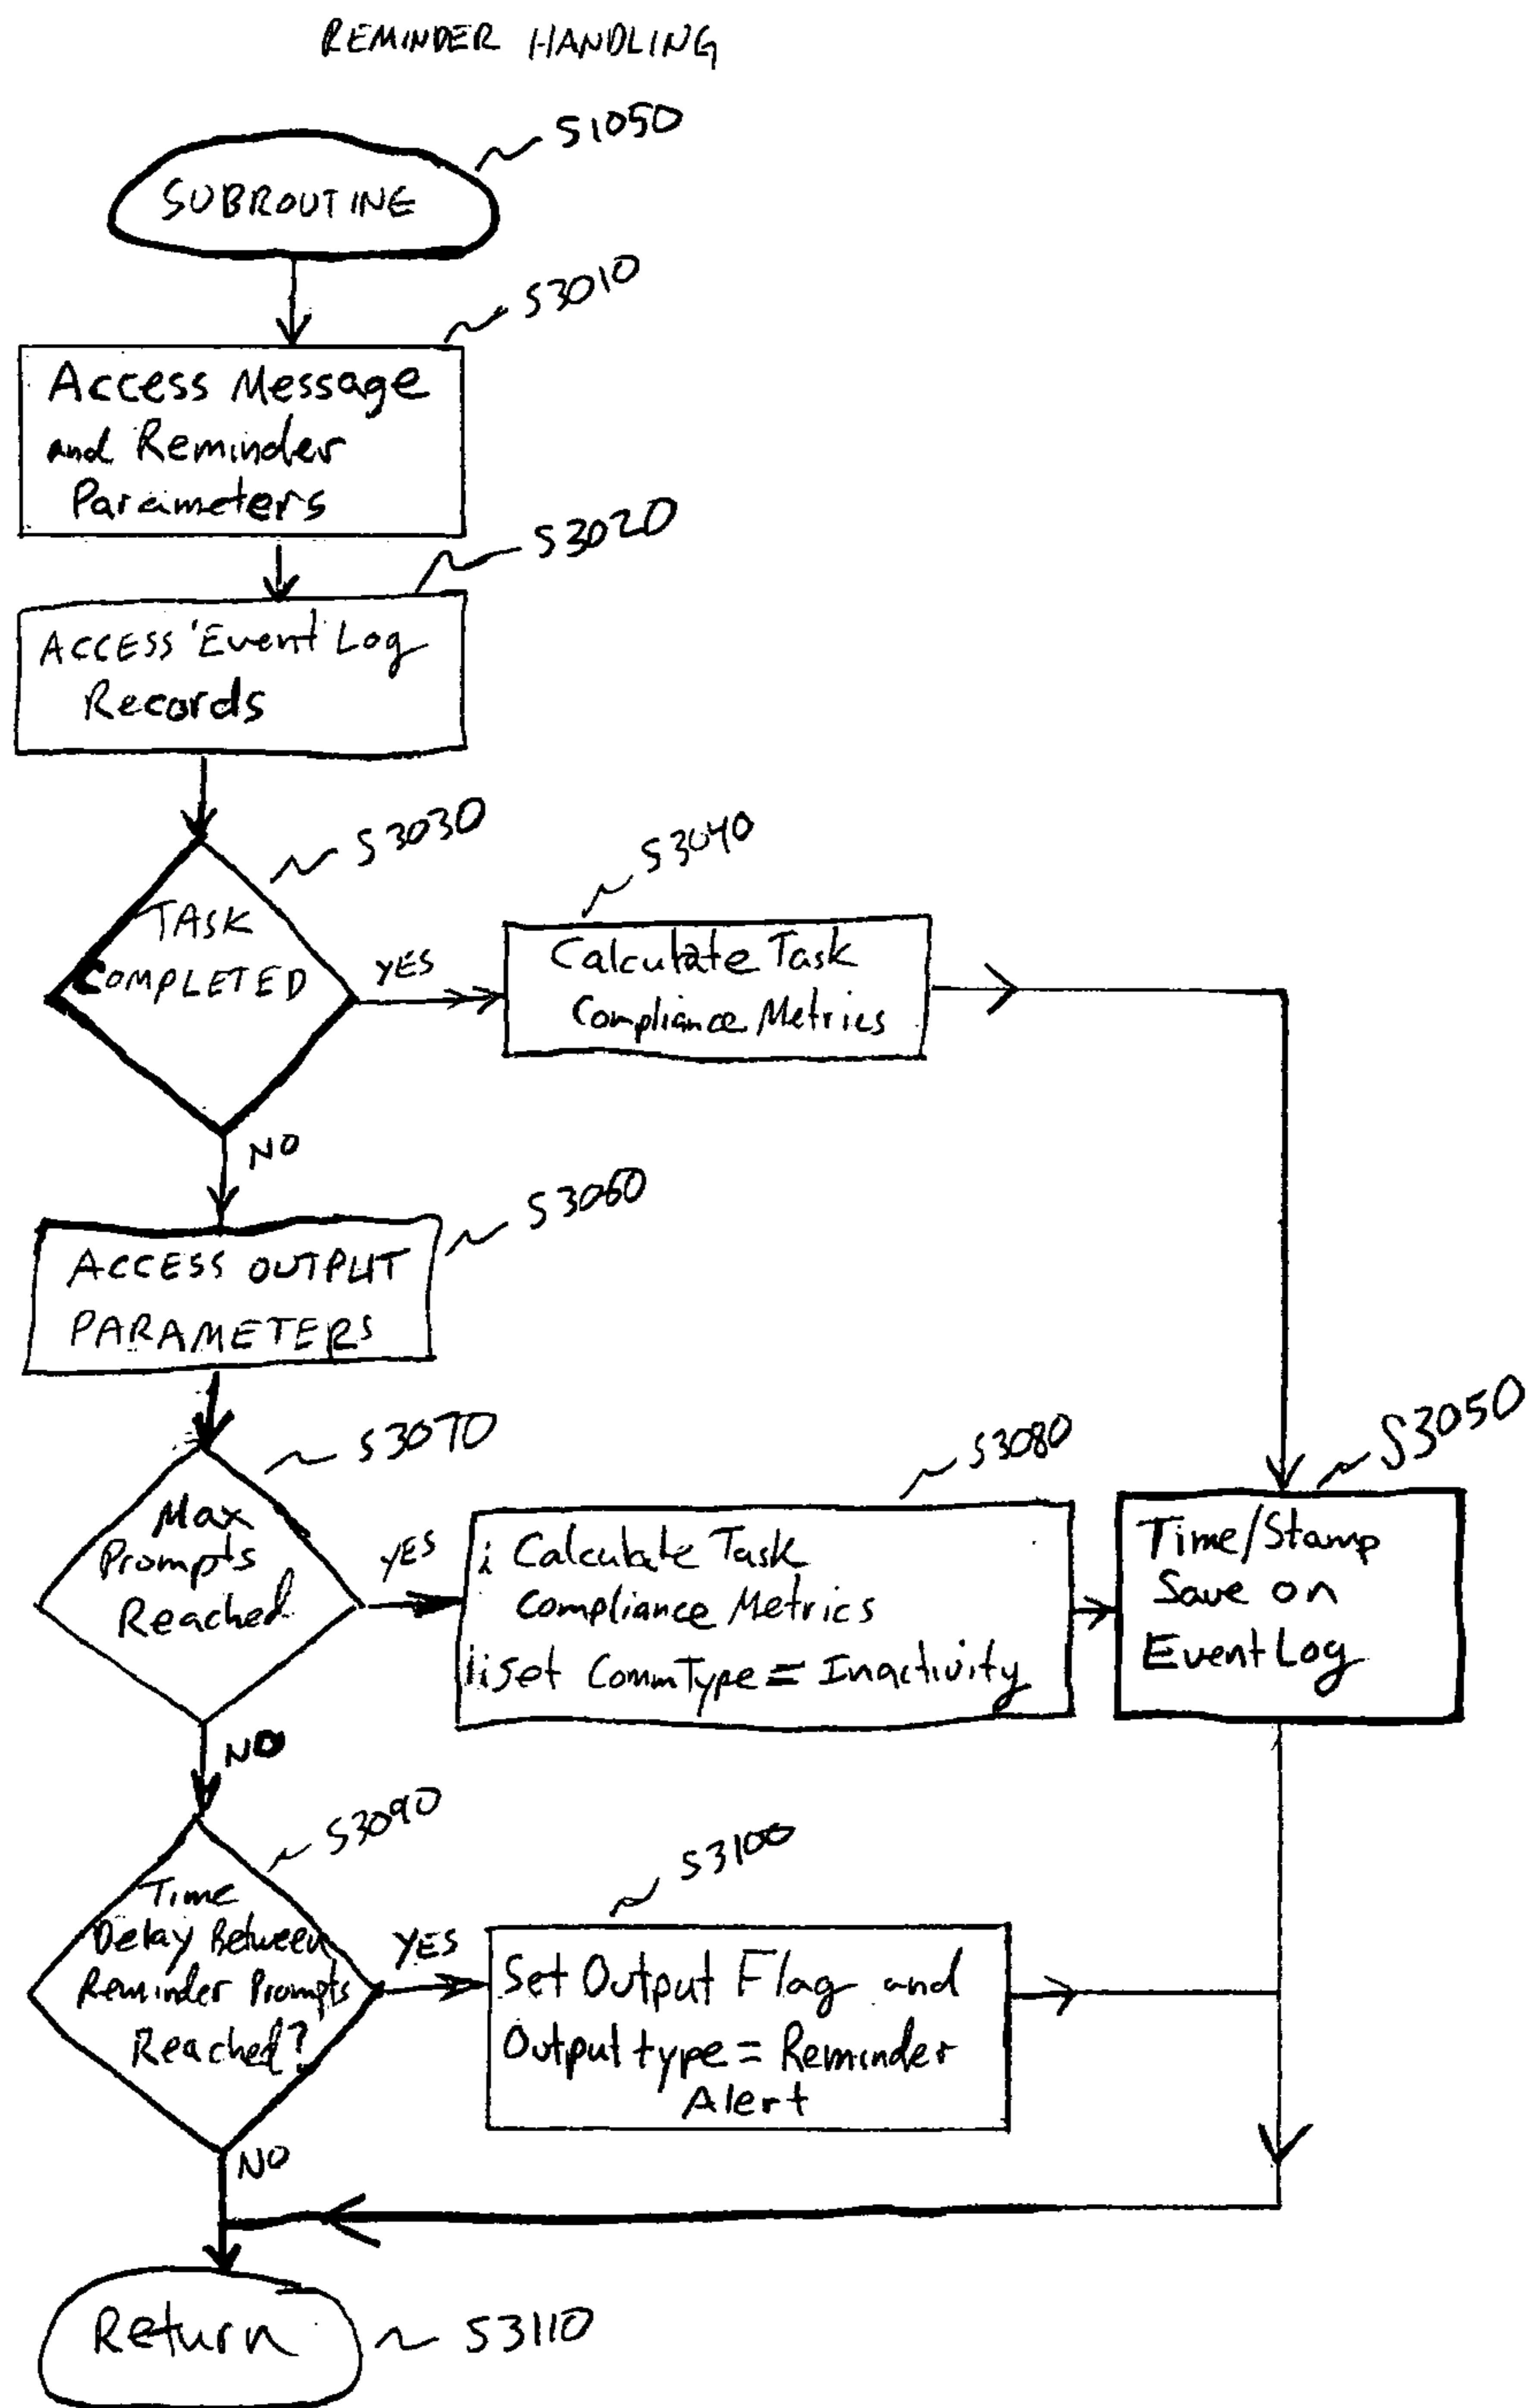 REMINDER HANDLING
S1050
SUBROUTINE
S3010
Access Message
and Reminder
Parameters
S3020
ACCESS 'Event Log
Records
S3030
TASK
COMPLETED
YES
S3040
Calculate Task
Compliance Metrics
NO
S3060
ACCESS OUTPUT
PARAMETERS
S3070
Max
Prompts
Reached
YES
S3080
i Calculate Task
Compliance Metrics
ii Set CommType = Inactivity
S3050
Time/Stamp
Save on
Event Log
NO
S3090
Time
Delay Between
Reminder Prompts
Reached?
YES
S3100
Set Output Flag and
Output type = Reminder
Alert
NO
Return
S3110